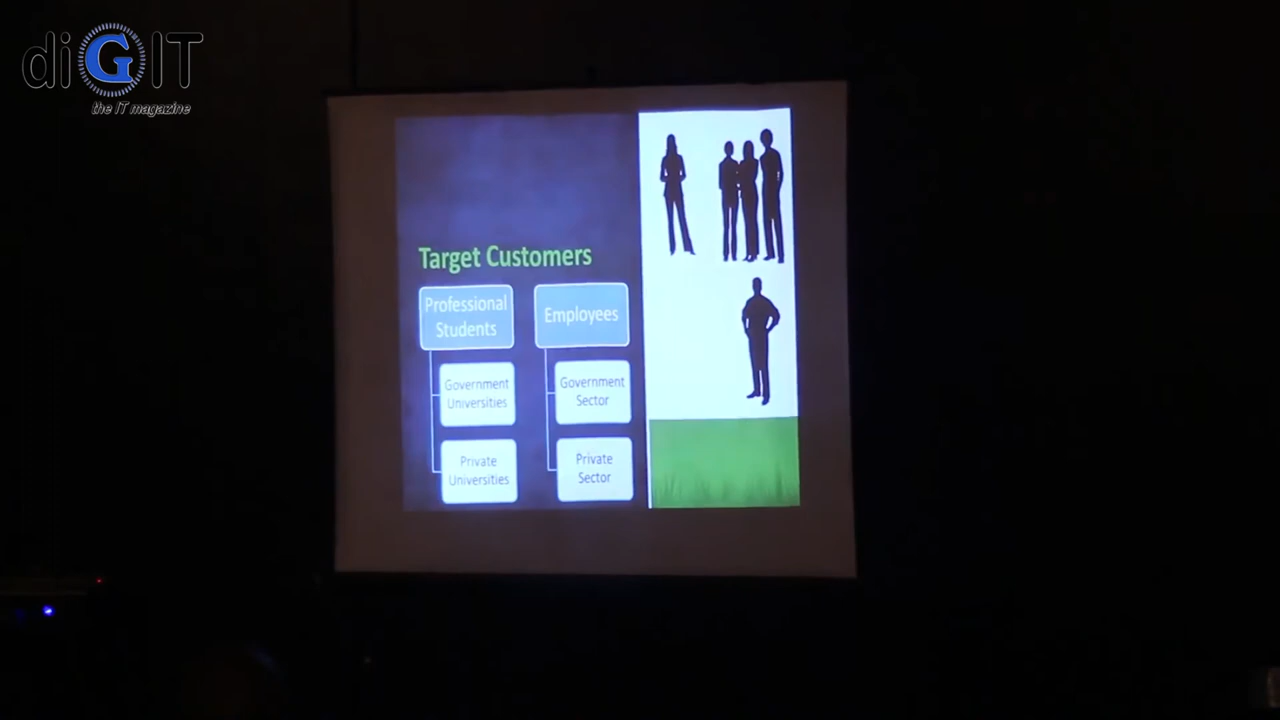 diGIT
the IT magazine
Target Customers
Professional
Students
Employees
Government
Universities
Government
Sector
Private
Universities
Private
Sector